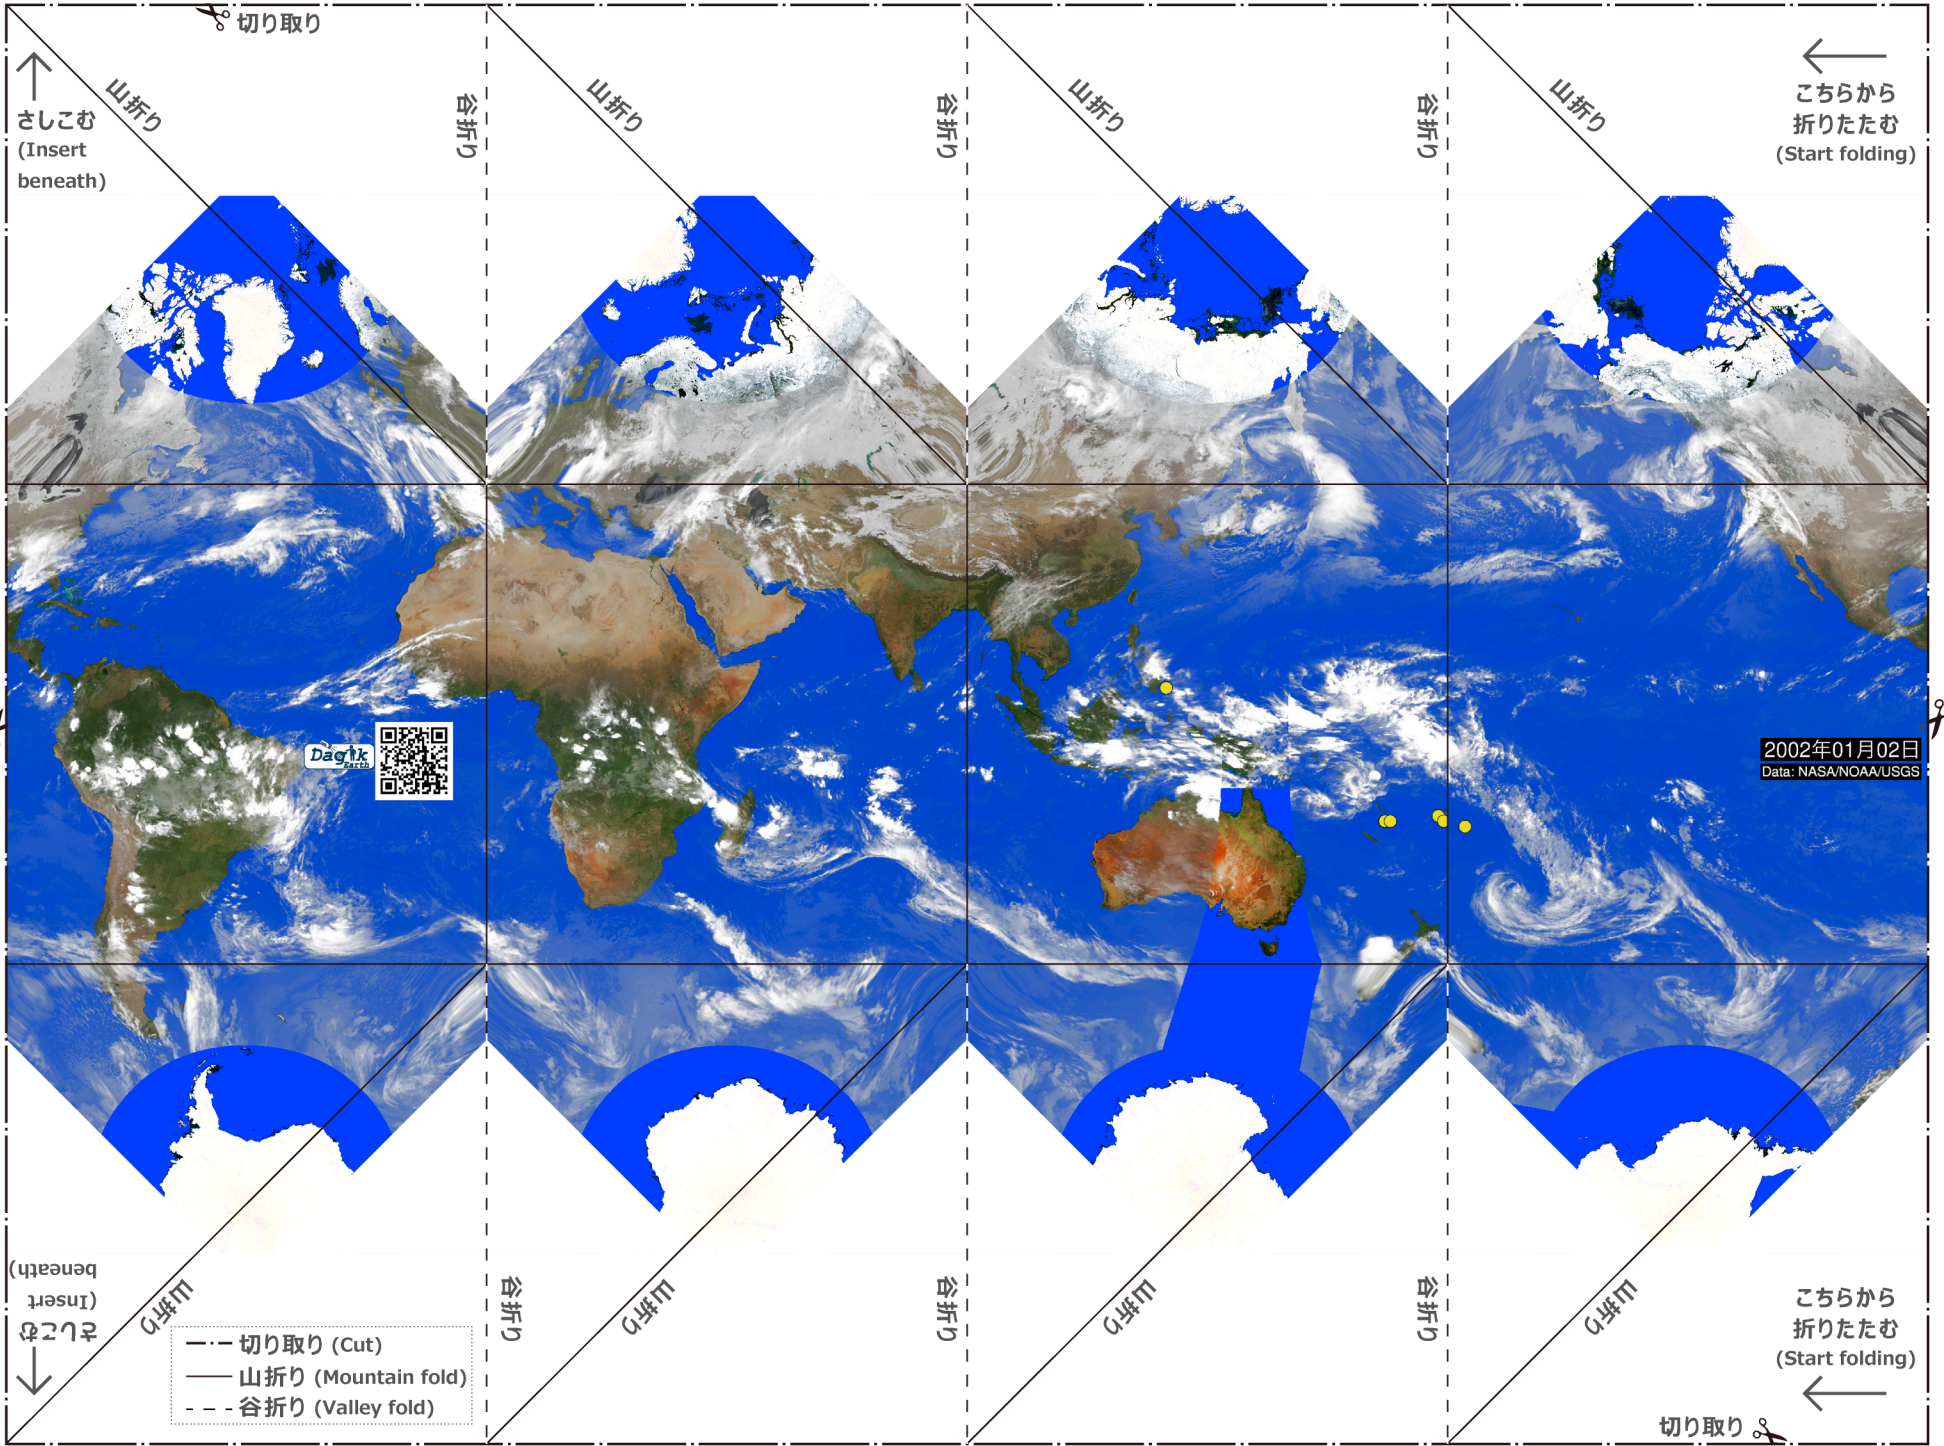 切り取り
山折り
谷折り
山折り
谷折り
山折り
谷折り
山折り
さしこむ
(Insert
beneath)
こちらから
折りたたむ
(Start folding)
Dagik
Earth
2002年01月02日
Data: NASA/NOAA/USGS
さしこむ
(Insert
beneath)
山折り
谷折り
山折り
谷折り
山折り
谷折り
山折り
こちらから
折りたたむ
(Start folding)
切り取り (Cut)
山折り (Mountain fold)
谷折り (Valley fold)
切り取り